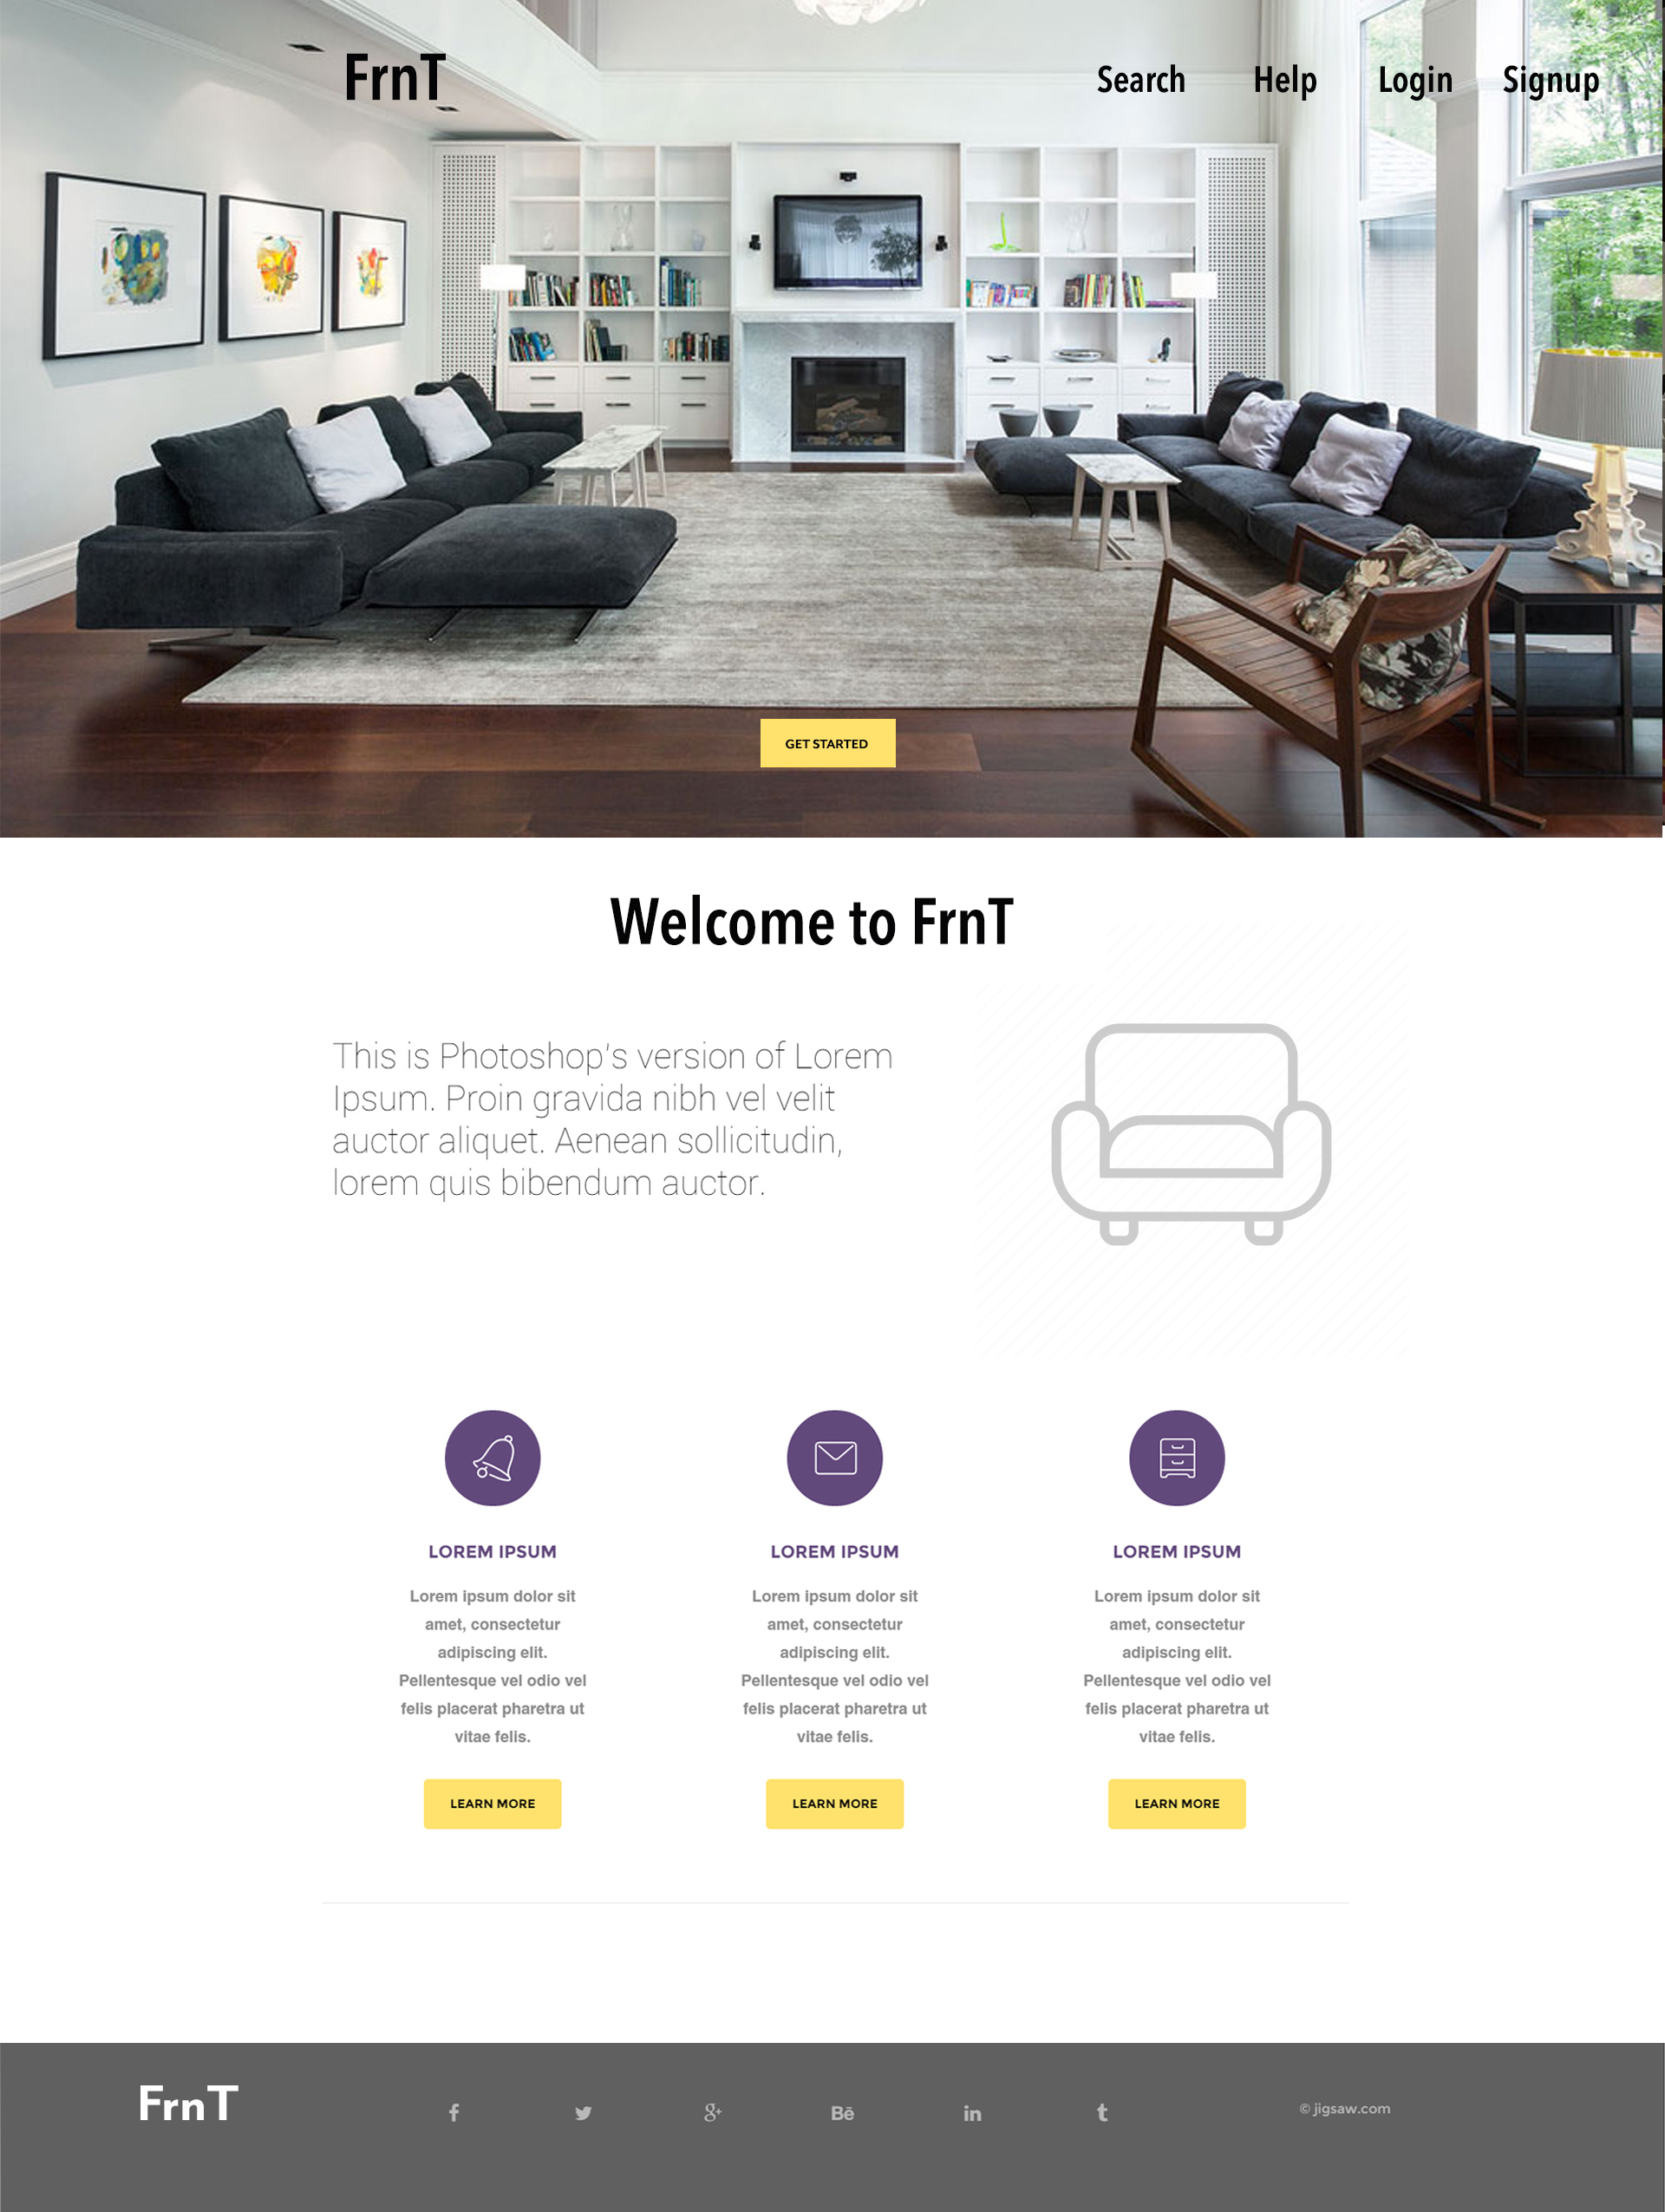 FrnT
Search Help Login Signup
GET STARTED
Welcome to FrnT
This is Photoshop's version of Lorem
Ipsum. Proin gravida nibh vel velit
auctor aliquet. Aenean sollicitudin,
lorem quis bibendum auctor.
LOREM IPSUM
Lorem ipsum dolor sit
amet, consectetur
adipiscing elit.
Pellentesque vel odio vel
felis placerat pharetra ut
vitae felis.
LEARN MORE
LOREM IPSUM
Lorem ipsum dolor sit
amet, consectetur
adipiscing elit.
Pellentesque vel odio vel
felis placerat pharetra ut
vitae felis.
LEARN MORE
LOREM IPSUM
Lorem ipsum dolor sit
amet, consectetur
adipiscing elit.
Pellentesque vel odio vel
felis placerat pharetra ut
vitae felis.
LEARN MORE
FrnT
f g+ Bē in t
© jigsaw.com